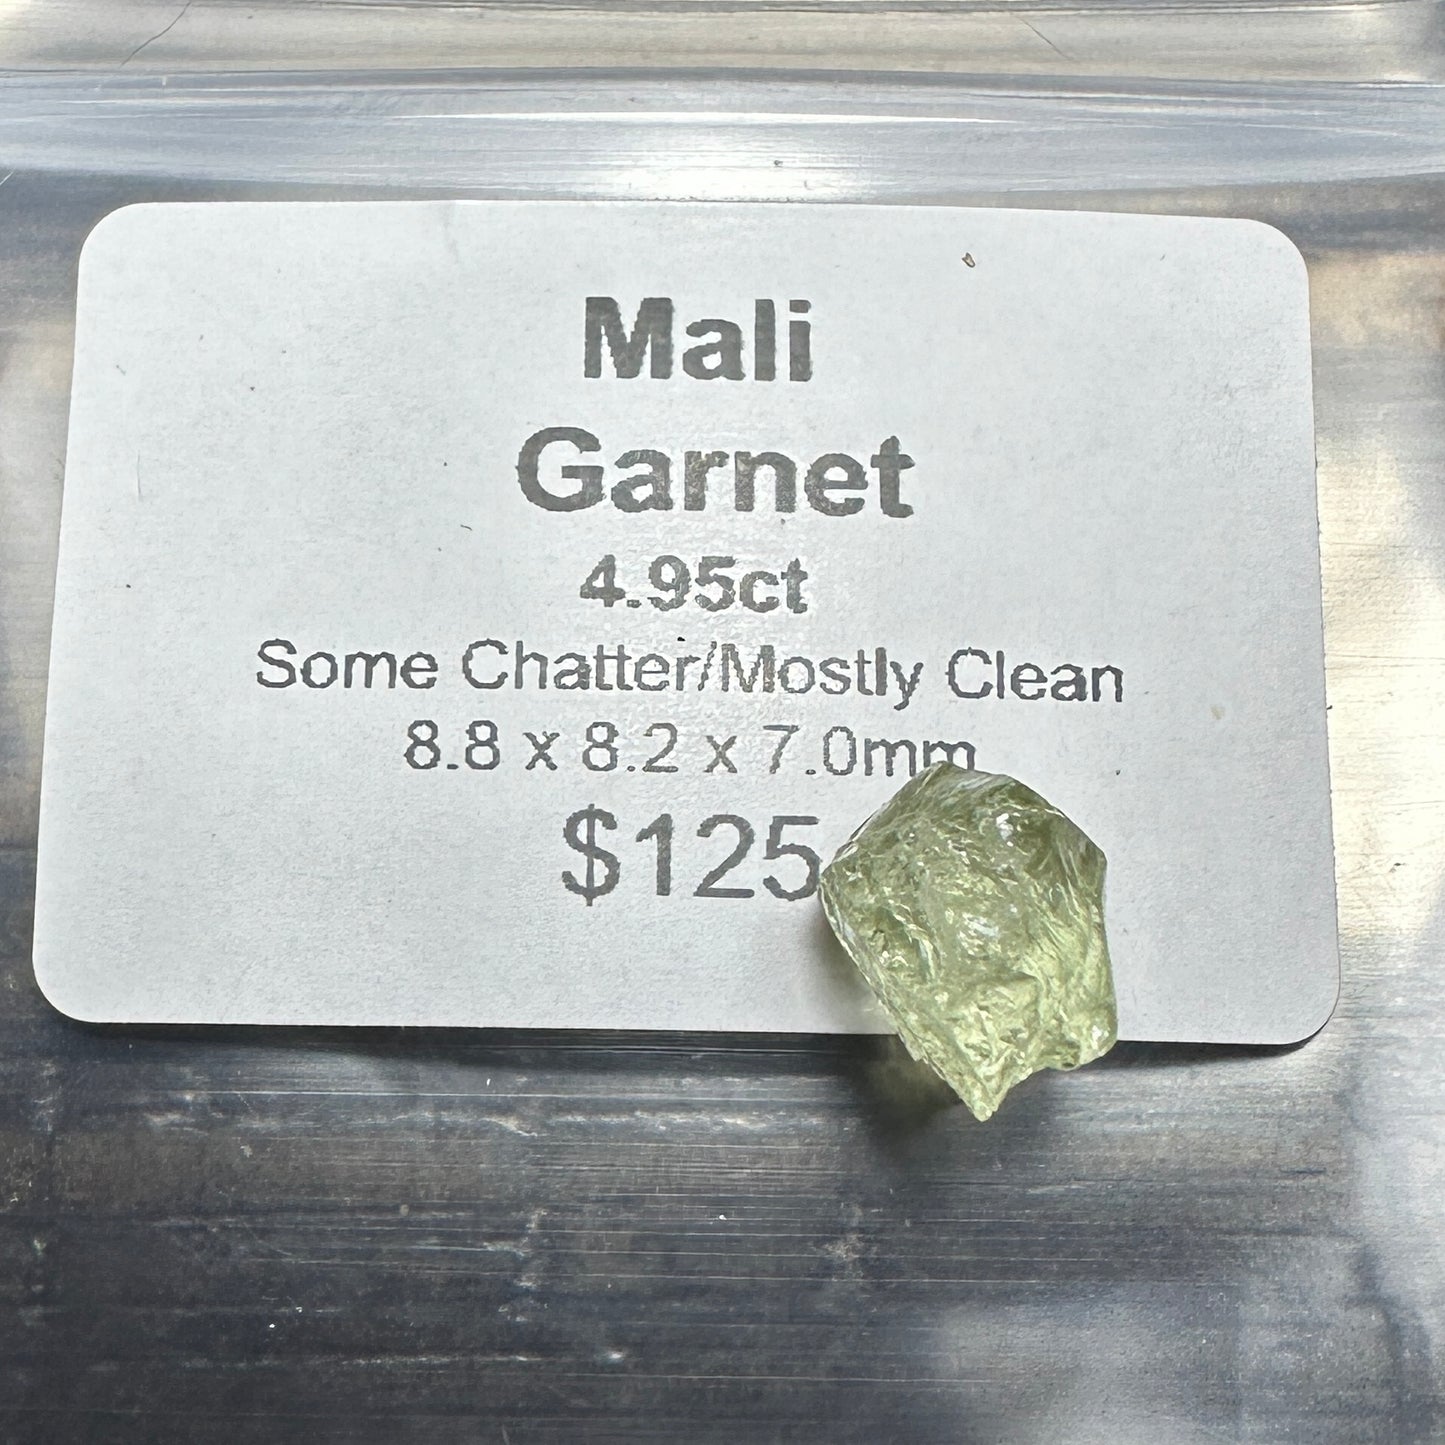 Mali
Garnet
4.95ct
Some Chatter/Mostly Clean
8.8 x 8.2 x 7.0mm
$125